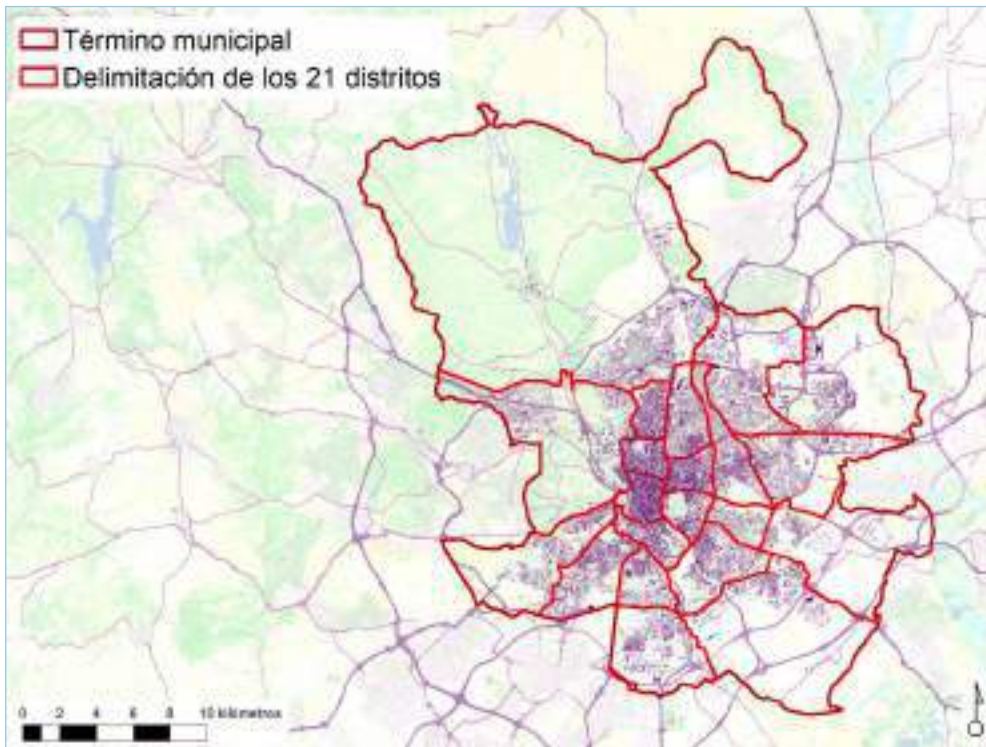 Término municipal
Delimitación de los 21 distritos
0 2 4 6 8 10 kilómetros